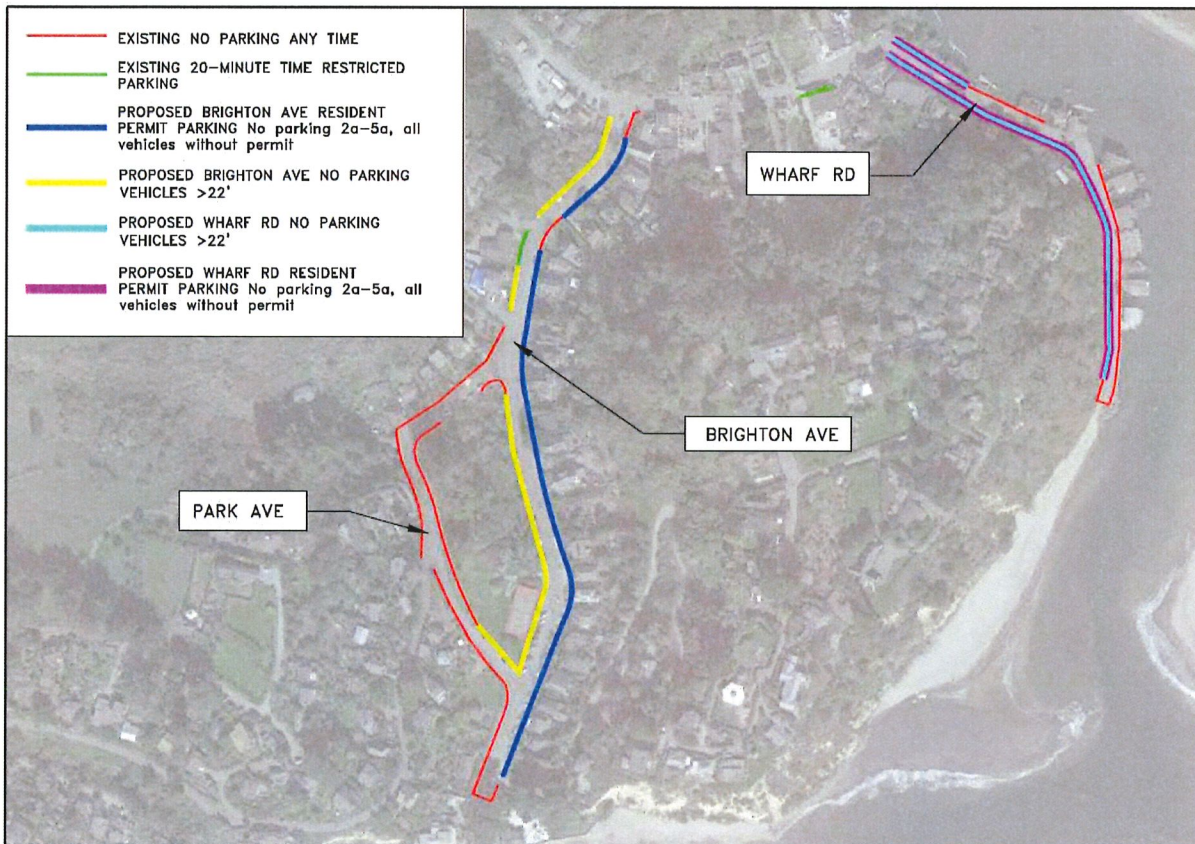 EXISTING NO PARKING ANY TIME
EXISTING 20-MINUTE TIME RESTRICTED
PARKING
PROPOSED BRIGHTON AVE RESIDENT
PERMIT PARKING No parking 2a-5a, all
vehicles without permit
PROPOSED BRIGHTON AVE NO PARKING
VEHICLES >22'
PROPOSED WHARF RD NO PARKING
VEHICLES >22'
PROPOSED WHARF RD RESIDENT
PERMIT PARKING No parking 2a-5a, all
vehicles without permit
WHARF RD
BRIGHTON AVE
PARK AVE